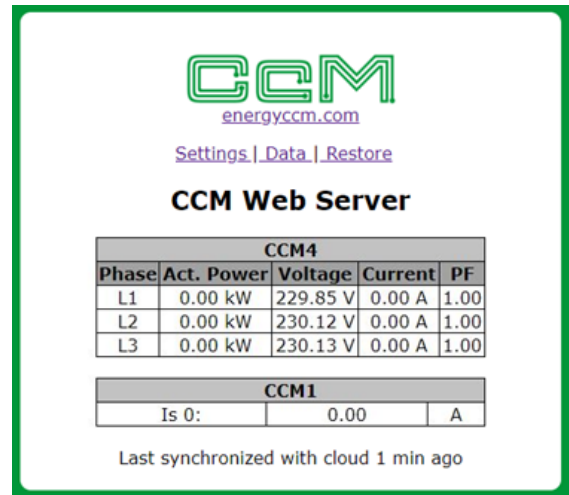 CcM
energyccm.com
Settings | Data | Restore
CCM Web Server
CCM4
Phase Act. Power Voltage Current PF
L1 0.00 kW 229.85 V 0.00 A 1.00
L2 0.00 kW 230.12 V 0.00 A 1.00
L3 0.00 kW 230.13 V 0.00 A 1.00
CCM1
Is 0: 0.00 A
Last synchronized with cloud 1 min ago